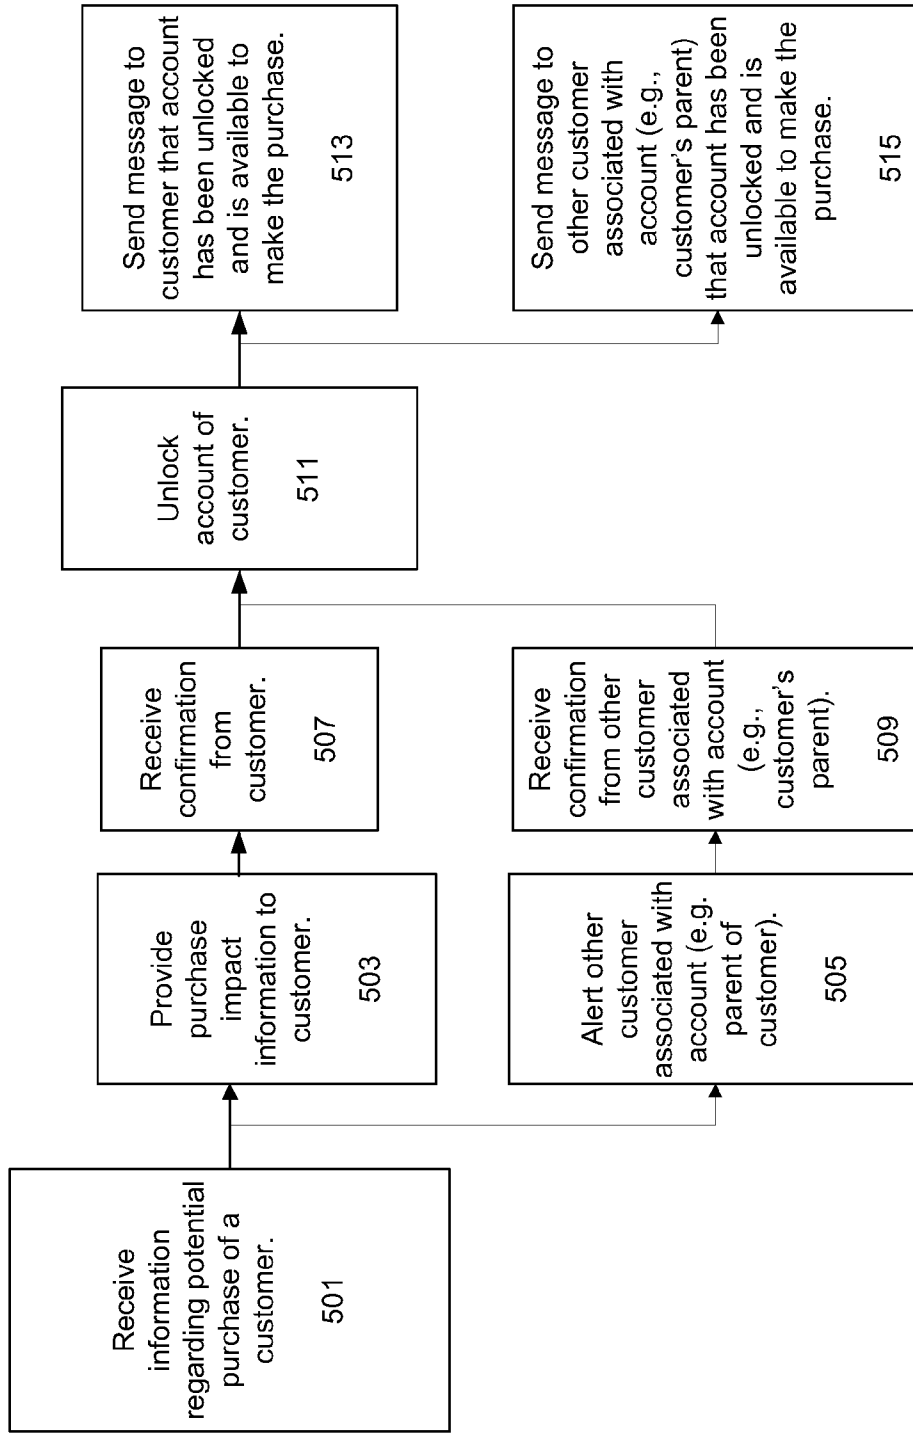 Receive
information
regarding potential
purchase of a
customer.
501
Provide
purchase
impact
information to
customer.
503
Alert other
customer
associated with
account (e.g.
parent of
customer).
505
Receive
confirmation
from
customer.
507
Receive
confirmation
from other
customer
associated
with account
(e.g.,
customer's
parent).
509
Unlock
account of
customer.
511
Send message to
customer that account
has been unlocked
and is available to
make the purchase.
513
Send message to
other customer
associated with
account (e.g.,
customer's parent)
that account has been
unlocked and is
available to make the
purchase.
515